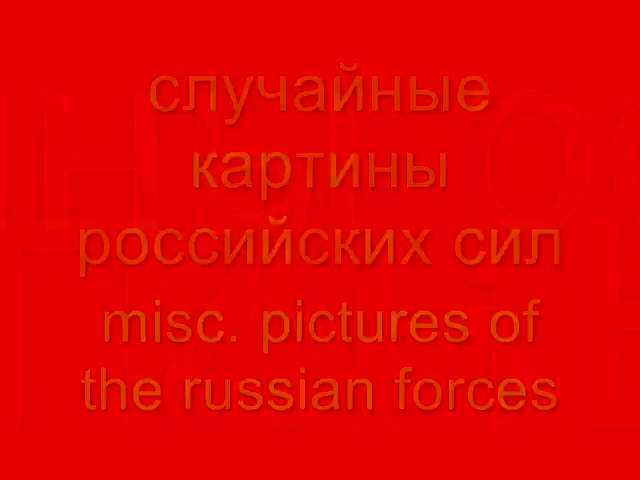 случайные
картины
российских сил
misc. pictures of
the russian forces